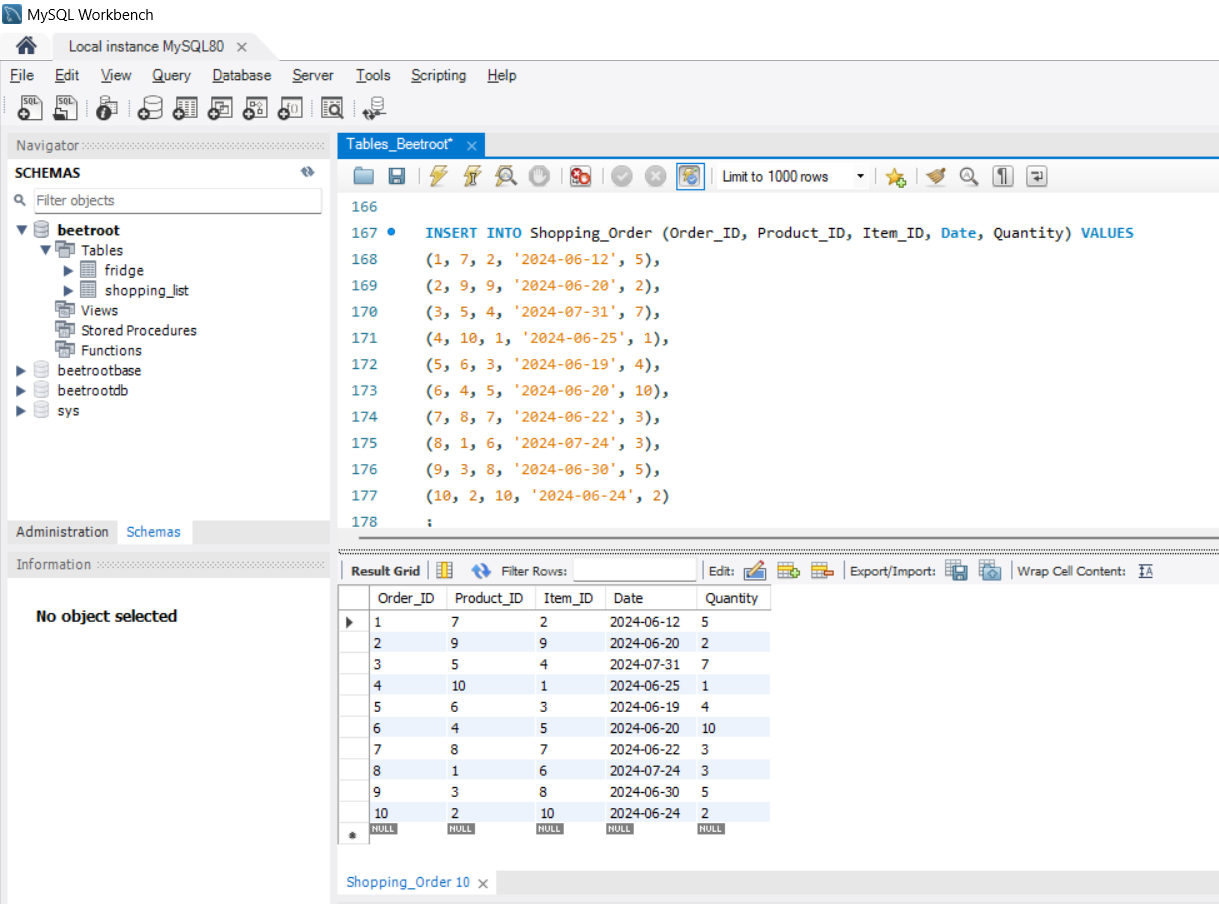 MySQL Workbench
Local instance MySQL80
File Edit View Query Database Server Tools Scripting Help
SQL SQL
Navigator
SCHEMAS
Filter objects
beetroot
Tables
fridge
shopping_list
Views
Stored Procedures
Functions
beetrootbase
beetrootdb
sys
Administration Schemas
Information
No object selected
Tables_Beetroot*
Limit to 1000 rows
166
167 INSERT INTO Shopping_Order (Order_ID, Product_ID, Item_ID, Date, Quantity) VALUES
168 (1, 7, 2, '2024-06-12', 5),
169 (2, 9, 9, '2024-06-20', 2),
170 (3, 5, 4, '2024-07-31', 7),
171 (4, 10, 1, '2024-06-25', 1),
172 (5, 6, 3, '2024-06-19', 4),
173 (6, 4, 5, '2024-06-20', 10),
174 (7, 8, 7, '2024-06-22', 3),
175 (8, 1, 6, '2024-07-24', 3),
176 (9, 3, 8, '2024-06-30', 5),
177 (10, 2, 10, '2024-06-24', 2)
178 ;
Result Grid Filter Rows: Edit: Export/Import: Wrap Cell Content:
Order_ID Product_ID Item_ID Date Quantity
1 7 2 2024-06-12 5
2 9 9 2024-06-20 2
3 5 4 2024-07-31 7
4 10 1 2024-06-25 1
5 6 3 2024-06-19 4
6 4 5 2024-06-20 10
7 8 7 2024-06-22 3
8 1 6 2024-07-24 3
9 3 8 2024-06-30 5
10 2 10 2024-06-24 2
NULL NULL NULL NULL NULL
Shopping_Order 10